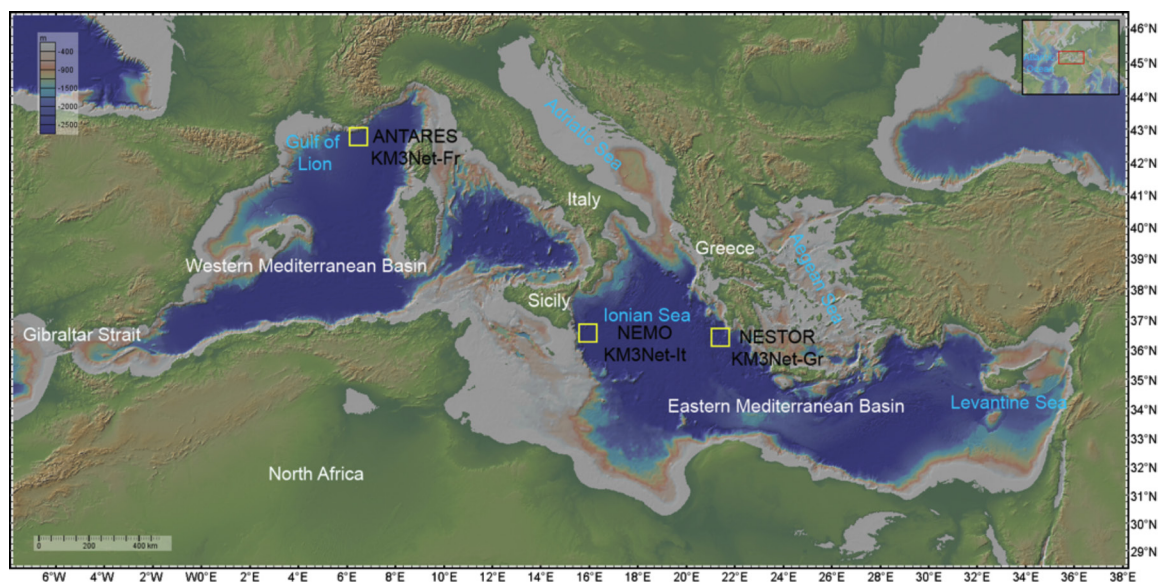 m
-400
-900
-1500
-2000
-2500
46°N
45°N
44°N
43°N
42°N
41°N
40°N
39°N
38°N
37°N
36°N
35°N
34°N
33°N
32°N
31°N
30°N
29°N
Adriatic Sea
Gulf of
Lion
ANTARES
KM3Net-Fr
Italy
Greece
Aegean Sea
Western Mediterranean Basin
Sicily
Gibraltar Strait
Ionian Sea
NEMO
KM3Net-It
NESTOR
KM3Net-Gr
Eastern Mediterranean Basin
Levantine Sea
North Africa
0 200 400 km
6°W 4°W 2°W W0°E 2°E 4°E 6°E 8°E 10°E 12°E 14°E 16°E 18°E 20°E 22°E 24°E 26°E 28°E 30°E 32°E 34°E 36°E 38°E